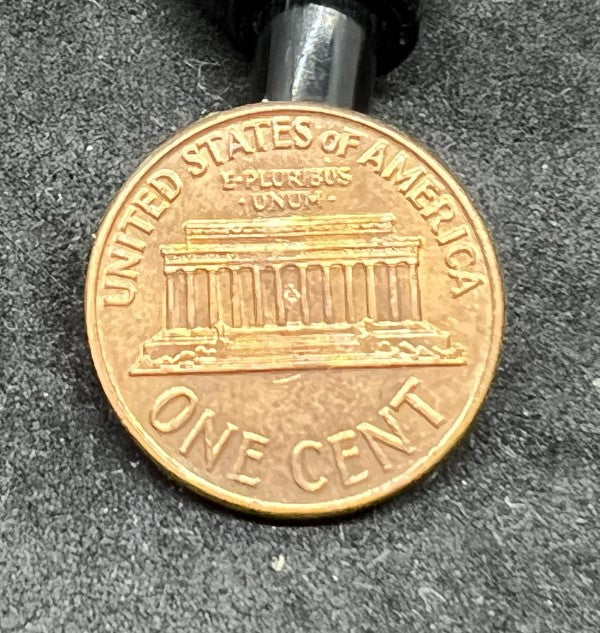 UNITED STATES OF AMERICA
E·PLURIBUS
·UNUM·
ONE CENT